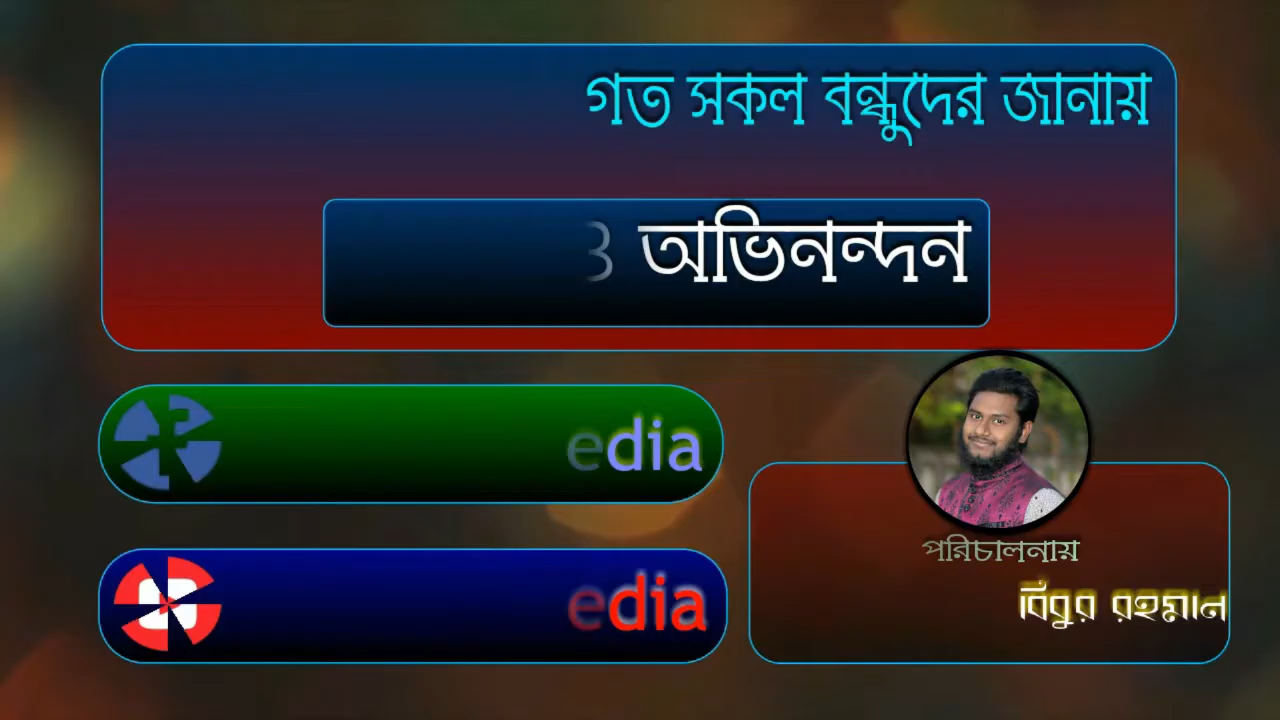 গত সকল বন্ধুদের জানায়
ও অভিনন্দন
edia
edia
পরিচালনায়
বিবুর রহমান